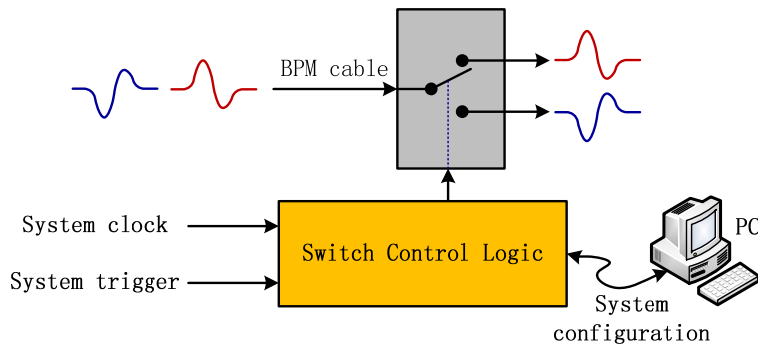 BPM cable
System clock
Switch Control Logic
PC
System trigger
System
configuration